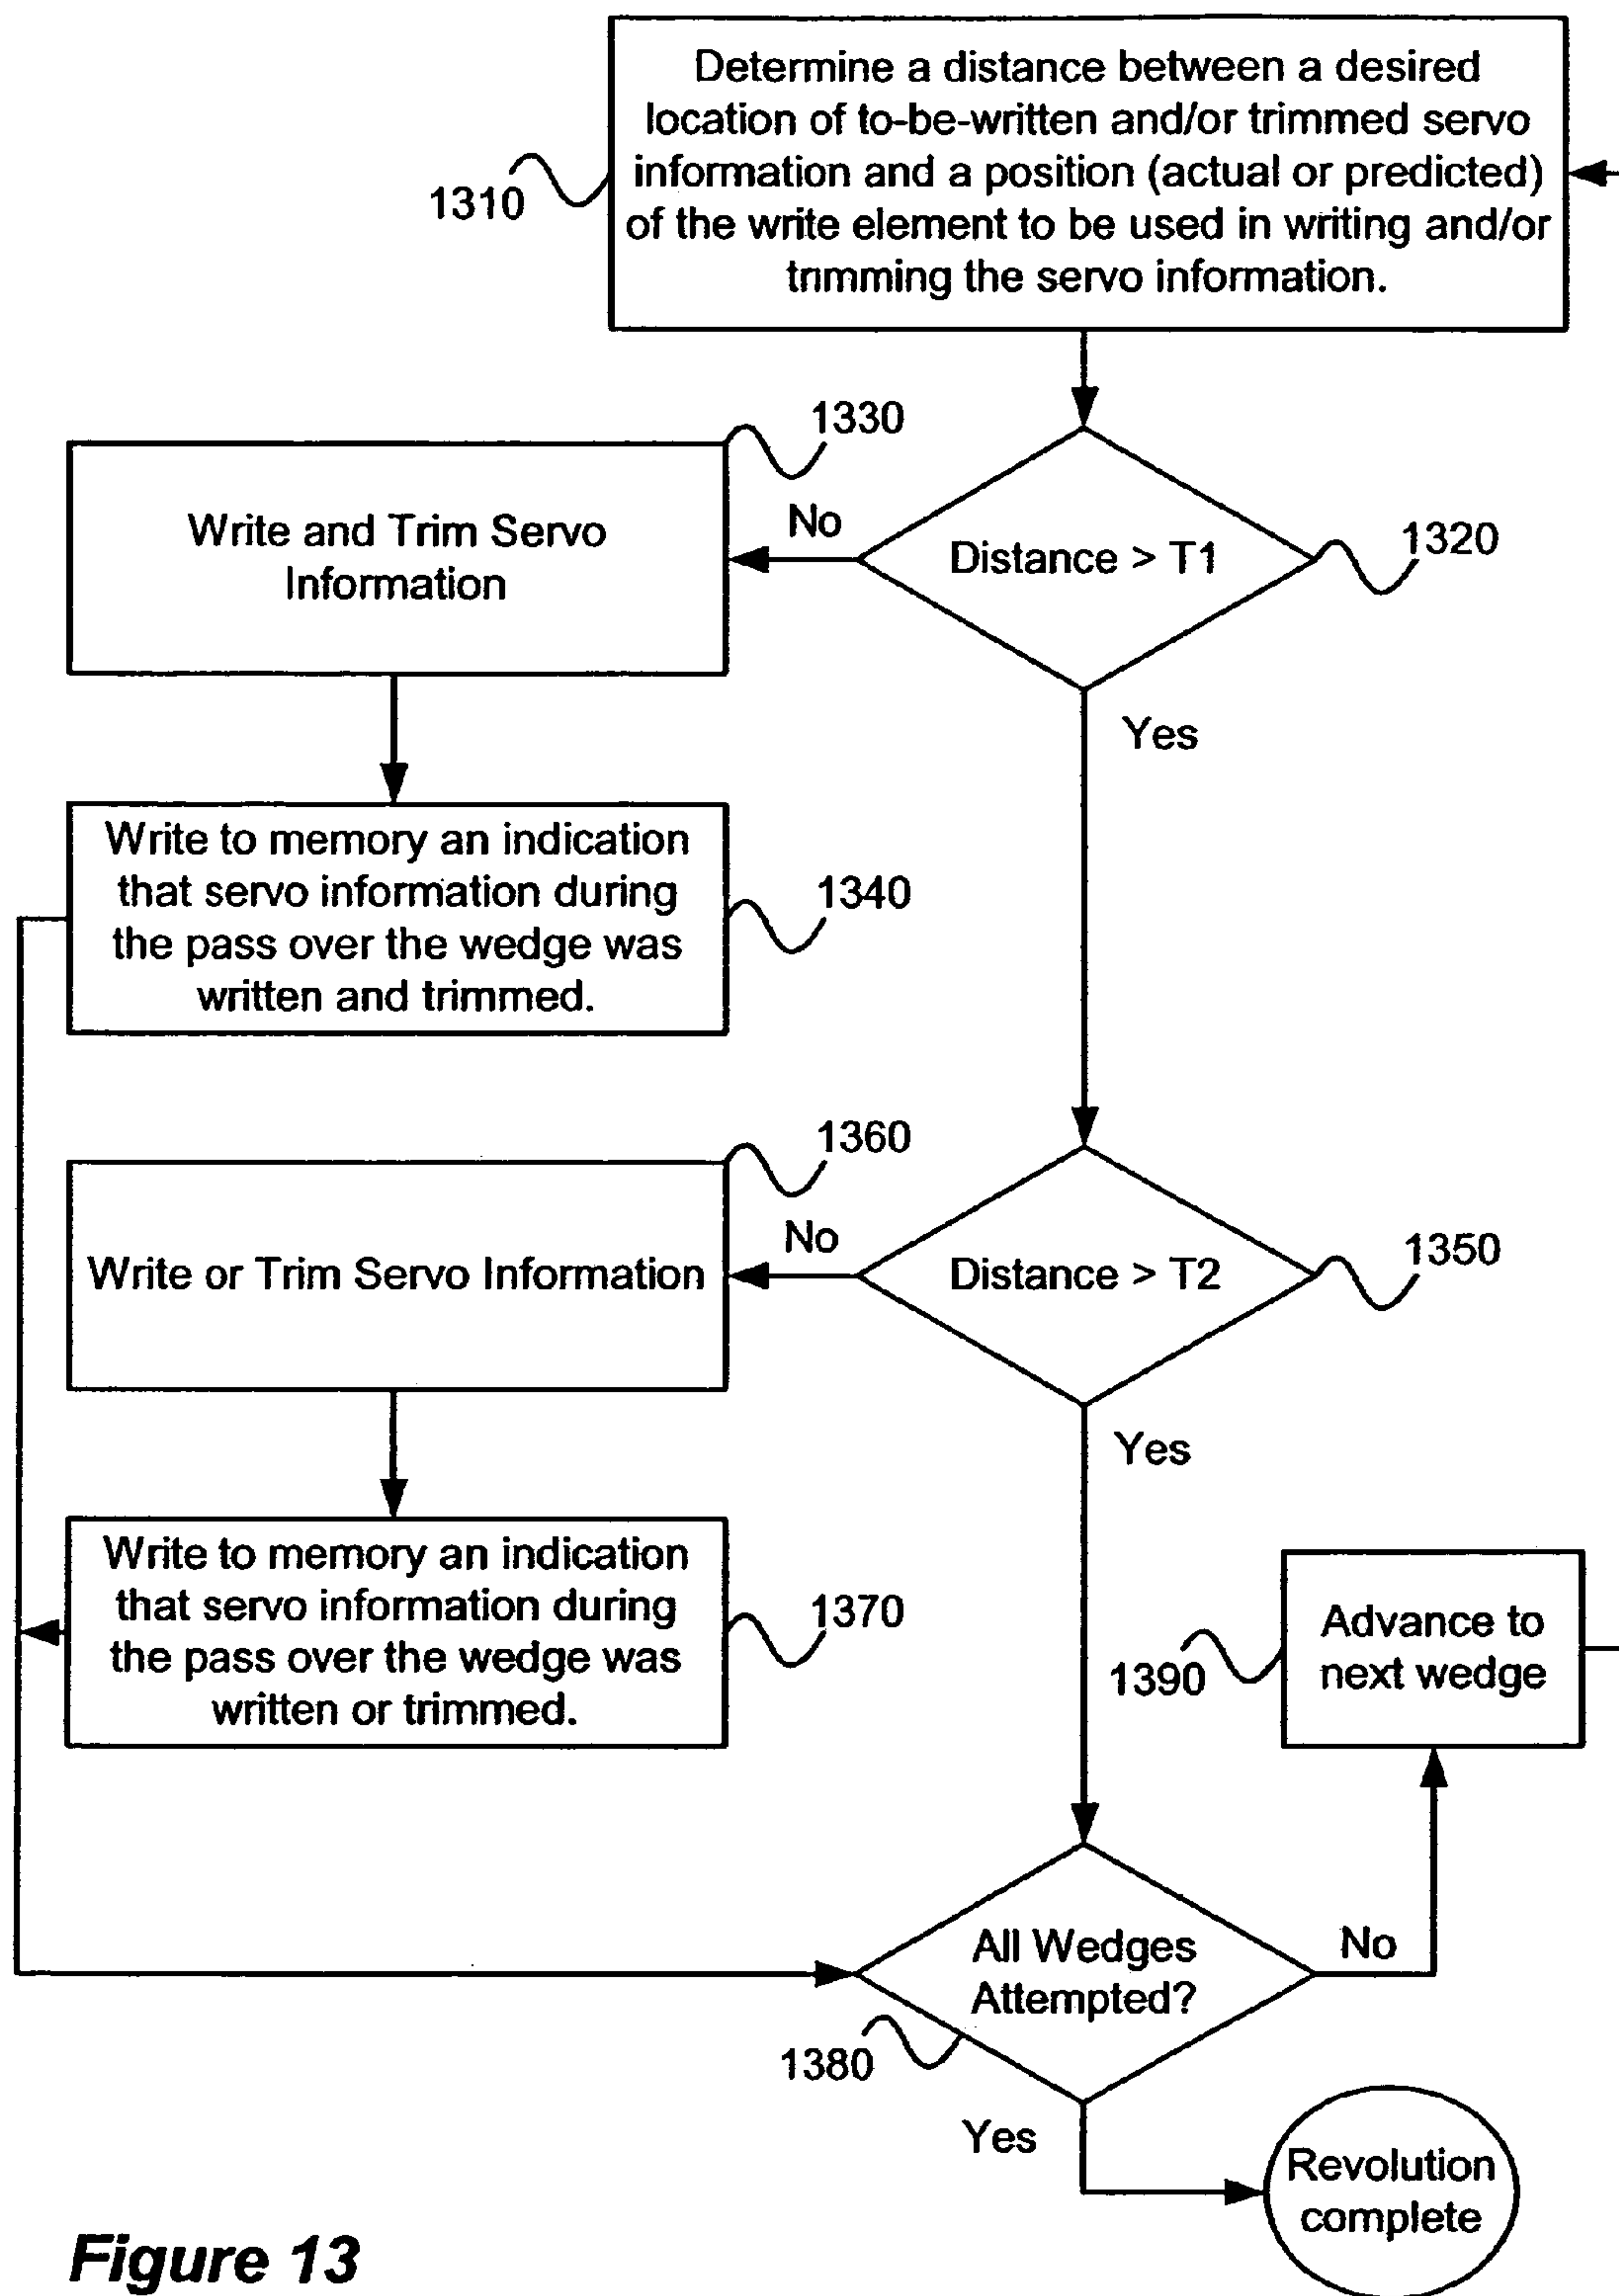 Determine a distance between a desired
location of to-be-written and/or trimmed servo
information and a position (actual or predicted)
of the write element to be used in writing and/or
trimming the servo information.
1310
1330
Write and Trim Servo
Information
No
Distance > T1
1320
Yes
Write to memory an indication
that servo information during
the pass over the wedge was
written and trimmed.
1340
1360
Write or Trim Servo Information
No
Distance > T2
1350
Yes
Write to memory an indication
that servo information during
the pass over the wedge was
written or trimmed.
1370
Advance to
next wedge
1390
All Wedges
Attempted?
No
1380
Yes
Revolution
complete
Figure 13